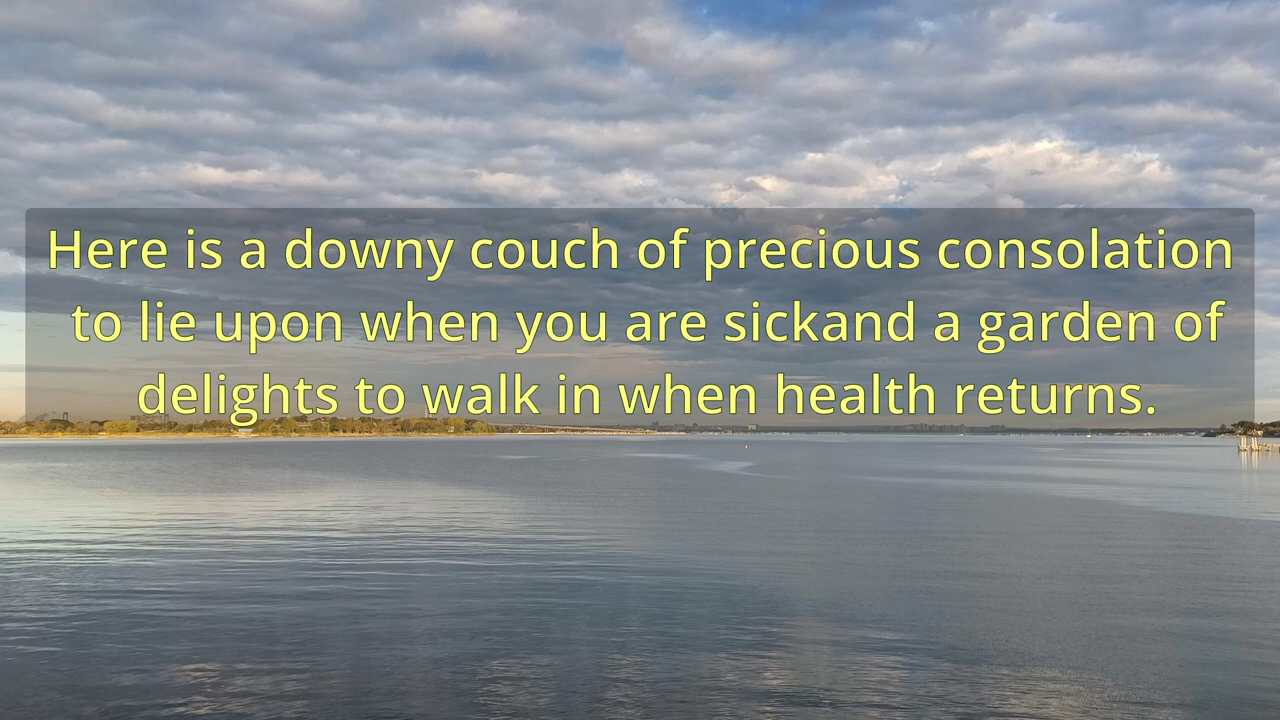 Here is a downy couch of precious consolation
to lie upon when you are sickand a garden of
delights to walk in when health returns.